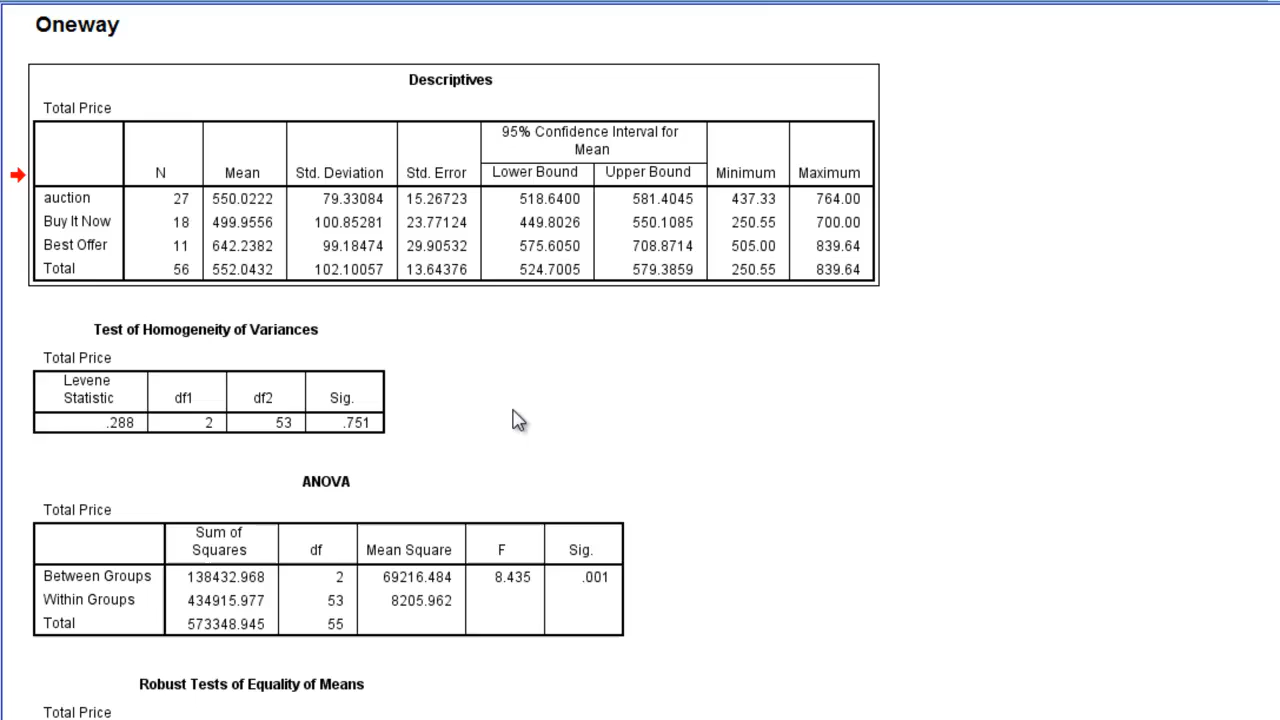 Oneway
Descriptives
Total Price
95% Confidence Interval for
Mean
N Mean Std. Deviation Std. Error Lower Bound Upper Bound Minimum Maximum
auction 27 550.0222 79.33084 15.26723 518.6400 581.4045 437.33 764.00
Buy It Now 18 499.9556 100.85281 23.77124 449.8026 550.1085 250.55 700.00
Best Offer 11 642.2382 99.18474 29.90532 575.6050 708.8714 505.00 839.64
Total 56 552.0432 102.10057 13.64376 524.7005 579.3859 250.55 839.64
Test of Homogeneity of Variances
Total Price
Levene
Statistic df1 df2 Sig.
.288 2 53 .751
ANOVA
Total Price
Sum of
Squares df Mean Square F Sig.
Between Groups 138432.968 2 69216.484 8.435 .001
Within Groups 434915.977 53 8205.962
Total 573348.945 55
Robust Tests of Equality of Means
Total Price